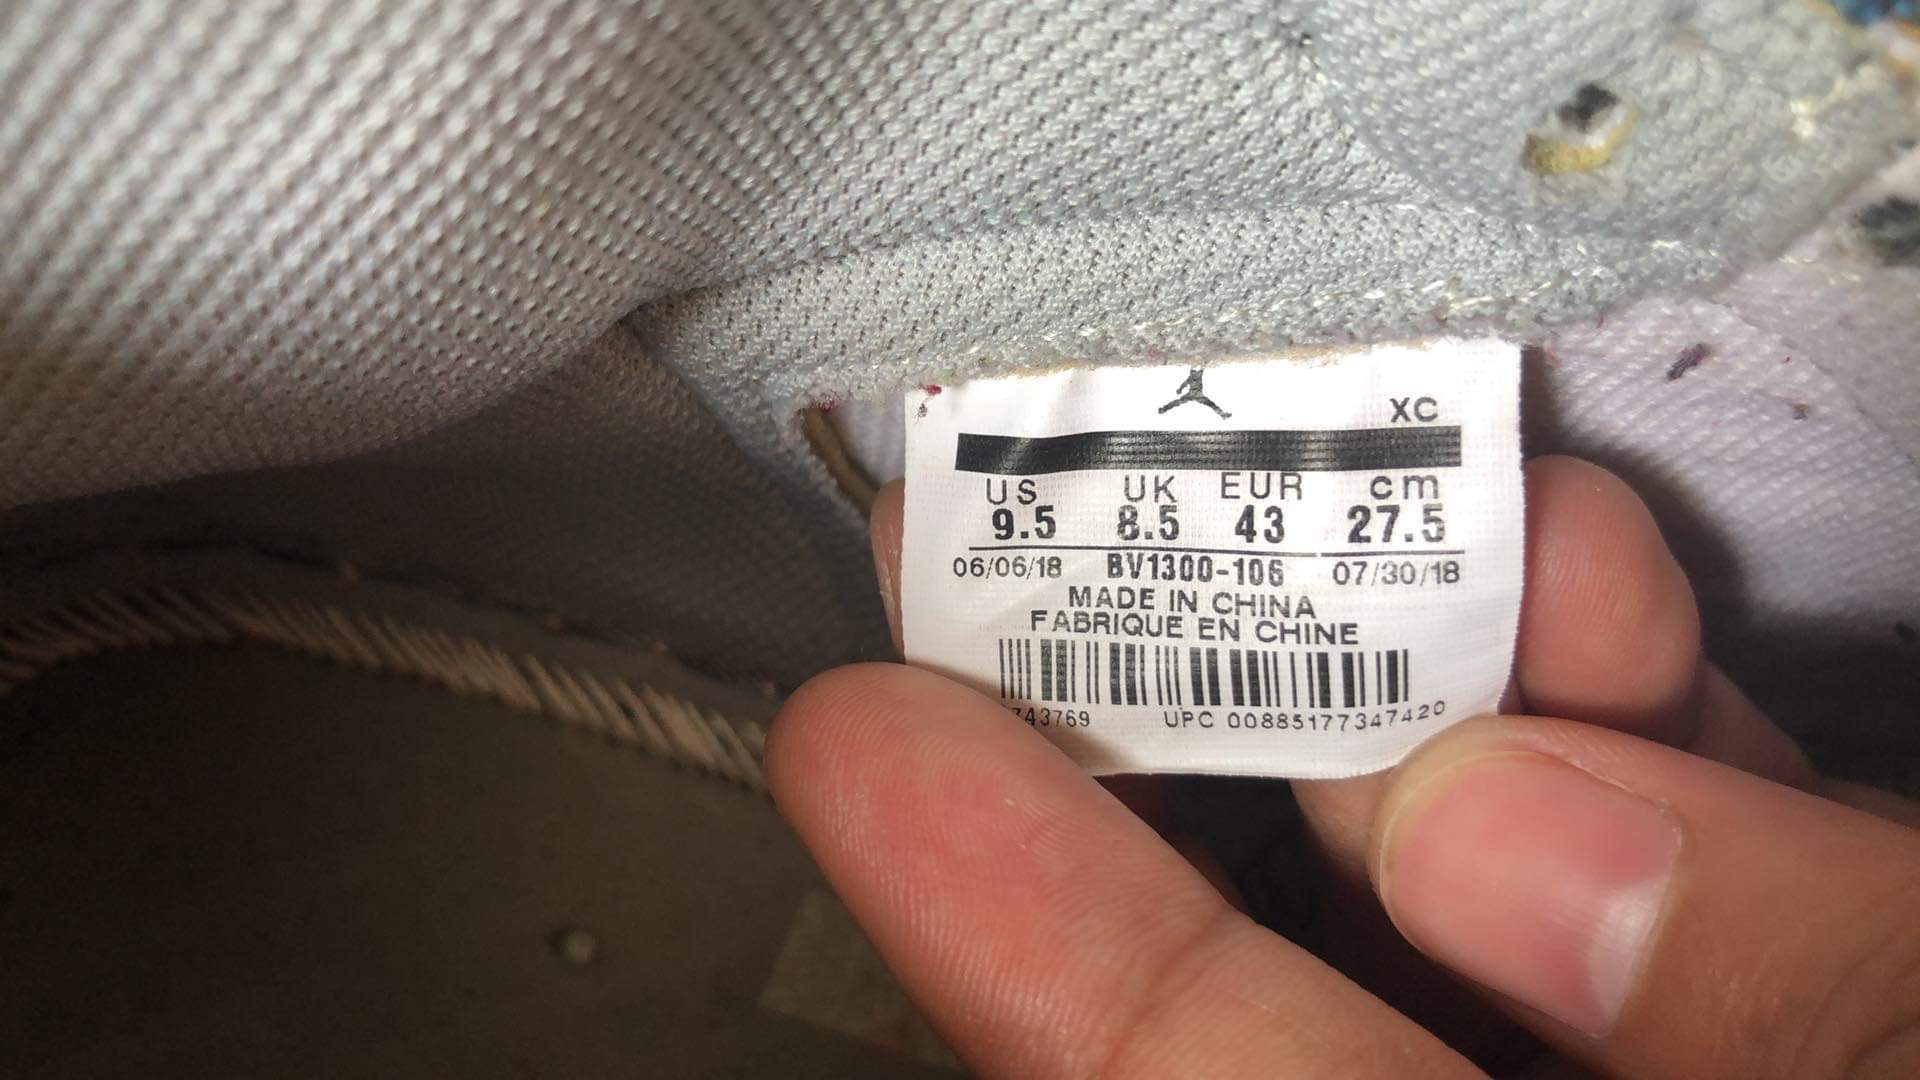 XC
US UK EUR cm
9.5 8.5 43 27.5
06/06/18 BV1300-106 07/30/18
MADE IN CHINA
FABRIQUE EN CHINE
743769 UPC 00885177347420